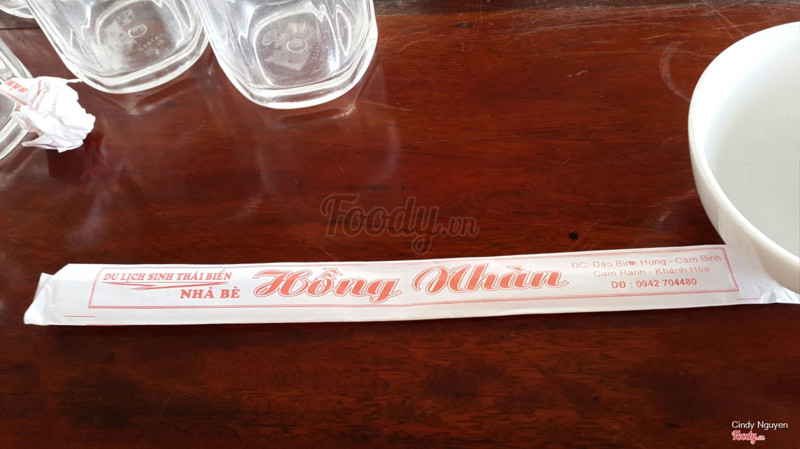 Foody.vn
DU LỊCH SINH THÁI BIỂN
NHÀ BÈ
Hồng Nhàn
ĐC: Đảo Bình Hưng - Cam Bình
Cam Ranh - Khánh Hòa
DĐ : 0942 704480
Cindy Nguyen
Foody.vn